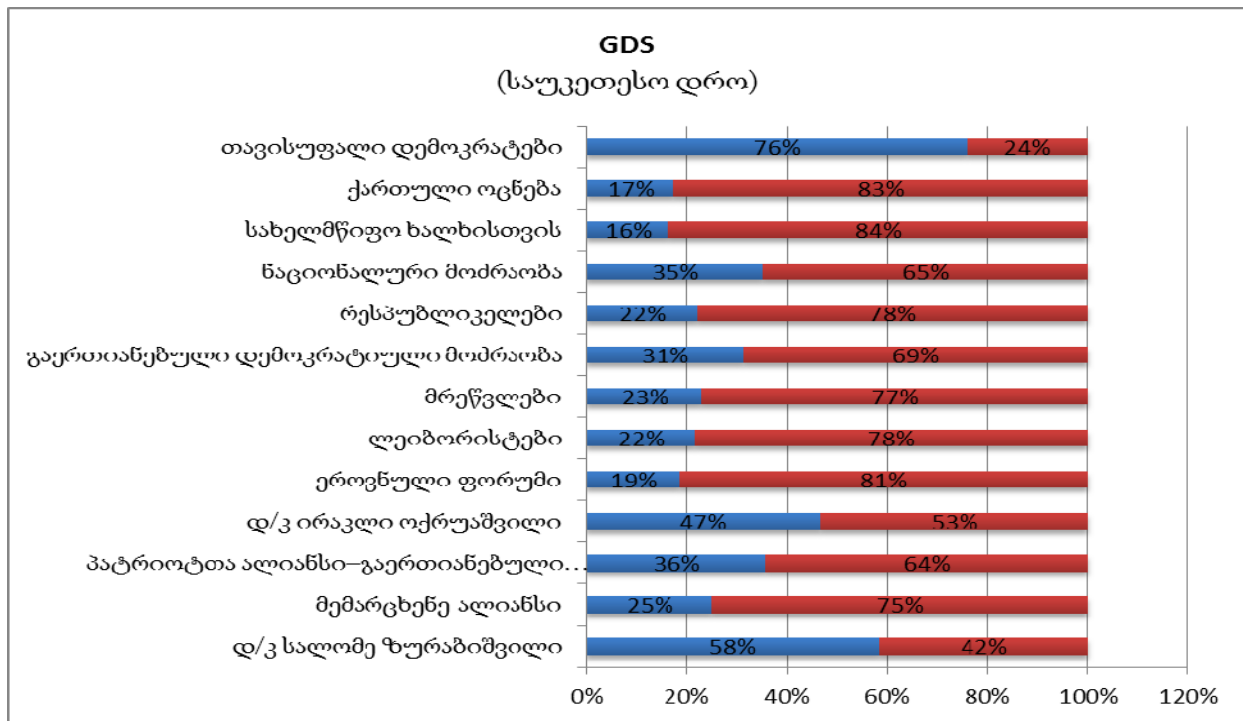 GDS
(საუკეთესო დრო)
თავისუფალი დემოკრატები 76% 24%
ქართული ოცნება 17% 83%
სახელმწიფო ხალხისთვის 16% 84%
ნაციონალური მოძრაობა 35% 65%
რესპუბლიკელები 22% 78%
გაერთიანებული დემოკრატიული მოძრაობა 31% 69%
მრეწვლები 23% 77%
ლეიბორისტები 22% 78%
ეროვნული ფორუმი 19% 81%
დ/კ ირაკლი ოქრუაშვილი 47% 53%
პატრიოტთა ალიანსი–გაერთიანებული… 36% 64%
მემარცხენე ალიანსი 25% 75%
დ/კ სალომე ზურაბიშვილი 58% 42%
0% 20% 40% 60% 80% 100% 120%